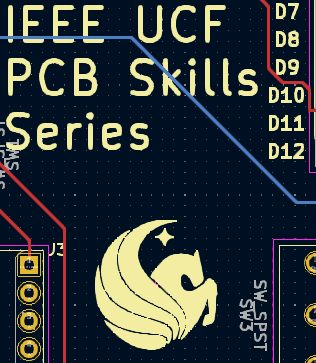 IEEE UCF
PCB Skills
Series
D7
D8
D9
D10
D11
D12
J3
SW_SPST
SW3